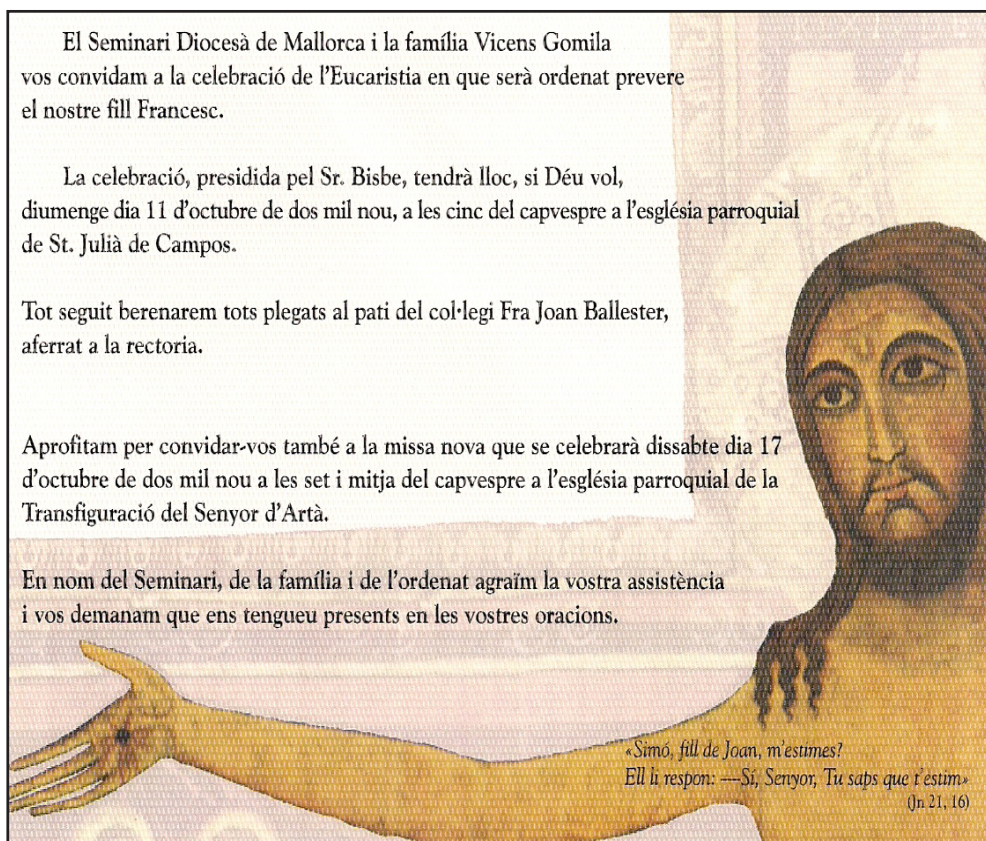 El Seminari Diocesà de Mallorca i la família Vicens Gomila
vos convidam a la celebració de l'Eucaristia en que serà ordenat prevere
el nostre fill Francesc.
La celebració, presidida pel Sr. Bisbe, tendrà lloc, si Déu vol,
diumenge dia 11 d'octubre de dos mil nou, a les cinc del capvespre a l'església parroquial
de St. Julià de Campos.
Tot seguit berenarem tots plegats al pati del col·legi Fra Joan Ballester,
aferrat a la rectoria.
Aprofitam per convidar-vos també a la missa nova que se celebrarà dissabte dia 17
d'octubre de dos mil nou a les set i mitja del capvespre a l'església parroquial de la
Transfiguració del Senyor d'Artà.
En nom del Seminari, de la família i de l'ordenat agraïm la vostra assistència
i vos demanam que ens tengueu presents en les vostres oracions.
«Simó, fill de Joan, m'estimes?
Ell li respon: —Sí, Senyor, Tu saps que t'estim»
(Jn 21, 16)